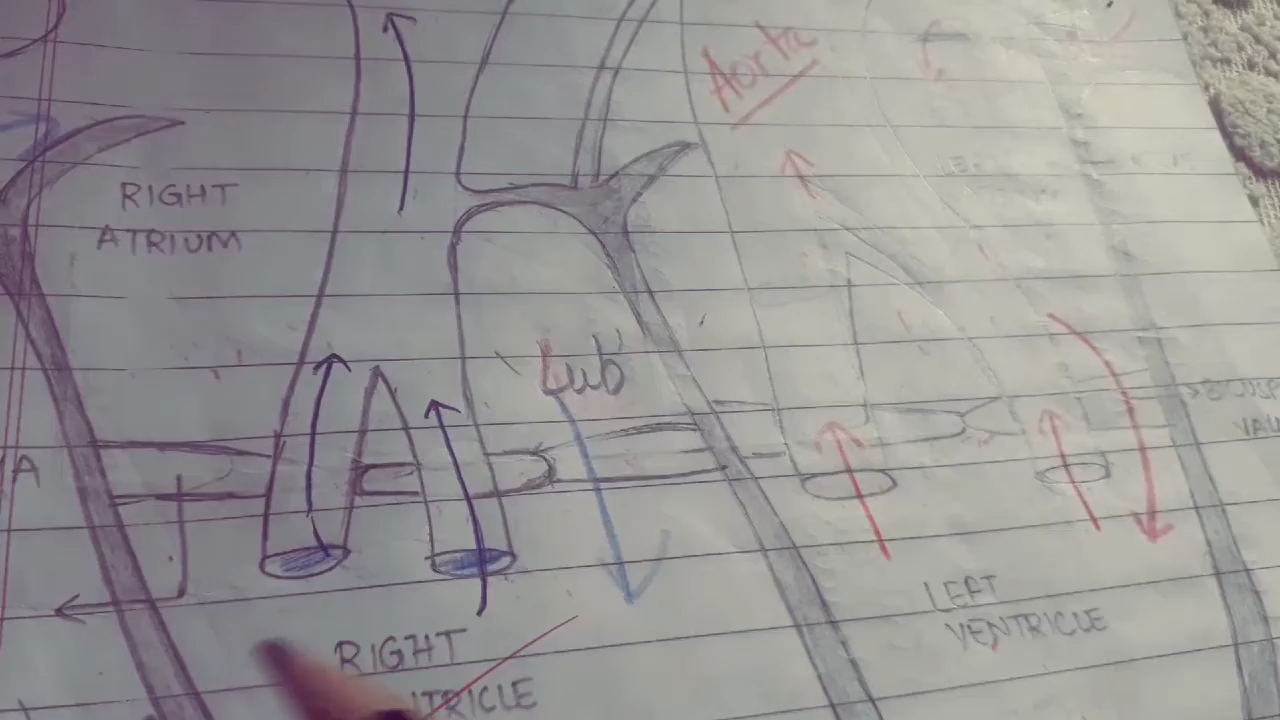 Aorta
RIGHT
ATRIUM
Lub
A
LEFT
VENTRICLE
RIGHT